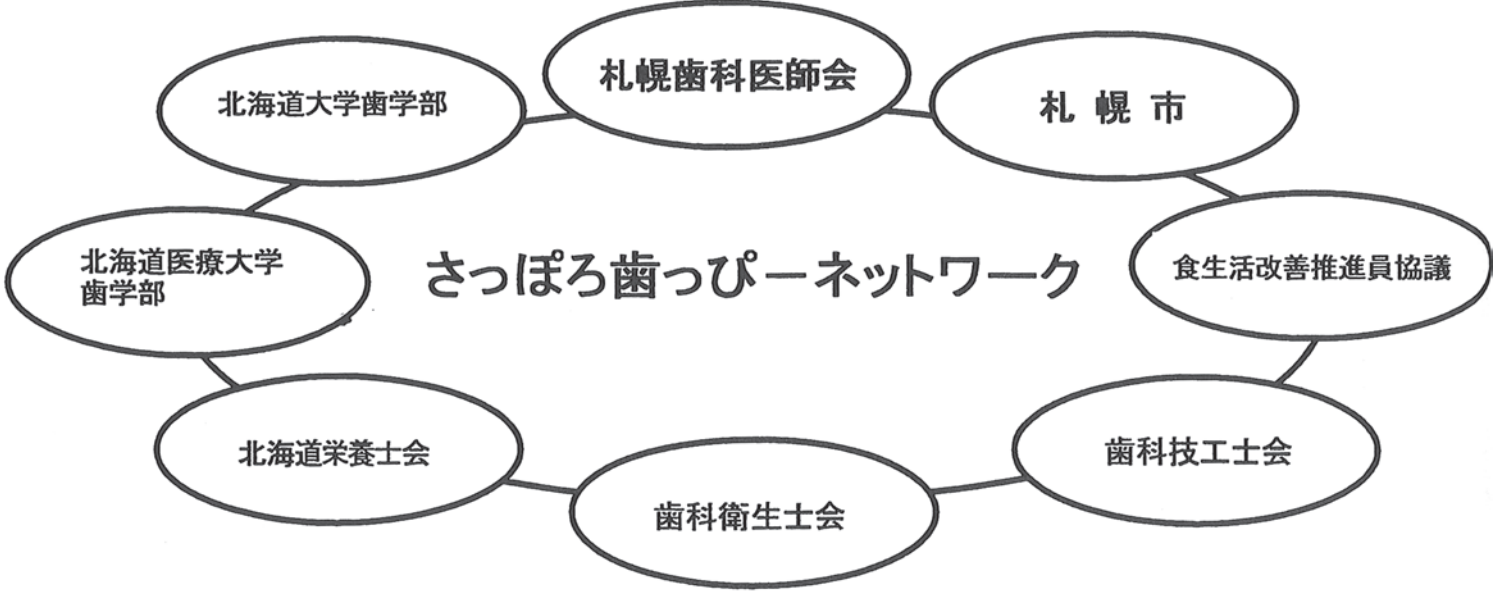 札幌歯科医師会
北海道大学歯学部
札幌市
北海道医療大学
歯学部
さっぽろ歯っぴーネットワーク
食生活改善推進員協議
北海道栄養士会
歯科技工士会
歯科衛生士会